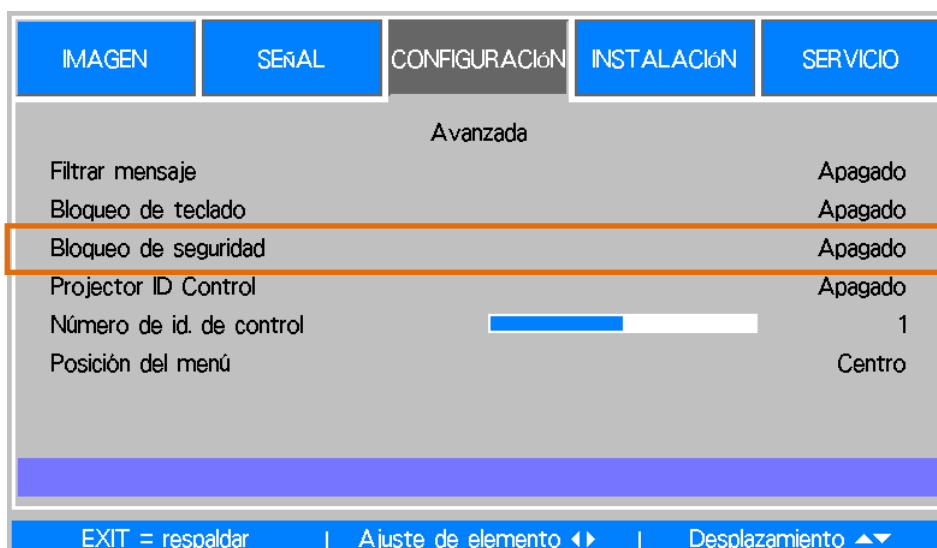 IMAGEN SEñAL CONFIGURACIóN INSTALACIóN SERVICIO
Avanzada
Filtrar mensaje Apagado
Bloqueo de teclado Apagado
Bloqueo de seguridad Apagado
Projector ID Control Apagado
Número de id. de control 1
Posición del menú Centro
EXIT = respaldar | Ajuste de elemento ◀▶ | Desplazamiento ▲▼